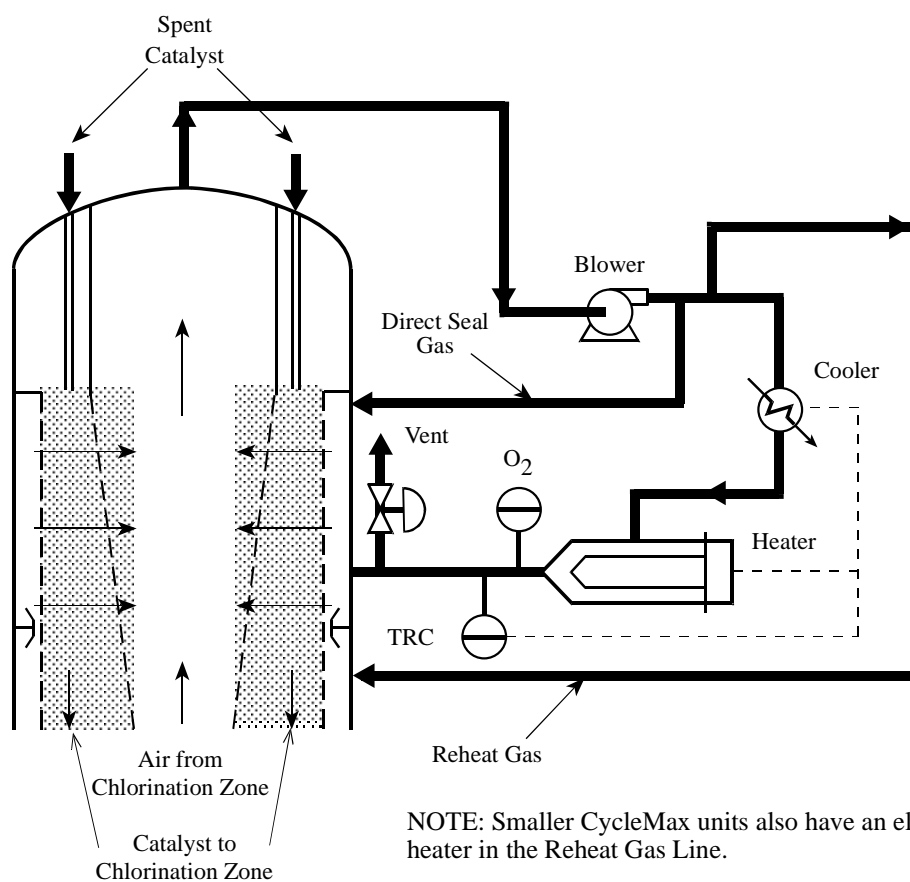 Spent
Catalyst
Blower
Direct Seal
Gas
Cooler
Vent
O2
Heater
TRC
Reheat Gas
Air from
Chlorination Zone
Catalyst to
Chlorination Zone
NOTE: Smaller CycleMax units also have an el
heater in the Reheat Gas Line.